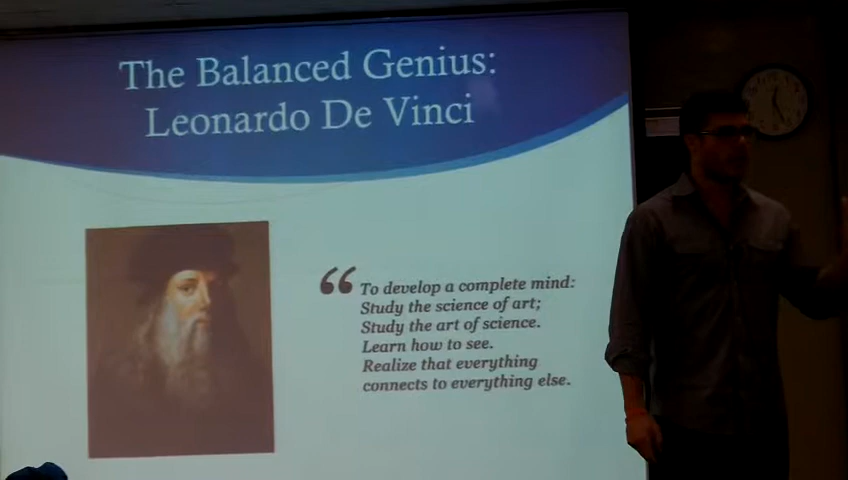 The Balanced Genius:
Leonardo De Vinci
“ To develop a complete mind:
Study the science of art;
Study the art of science.
Learn how to see.
Realize that everything
connects to everything else.